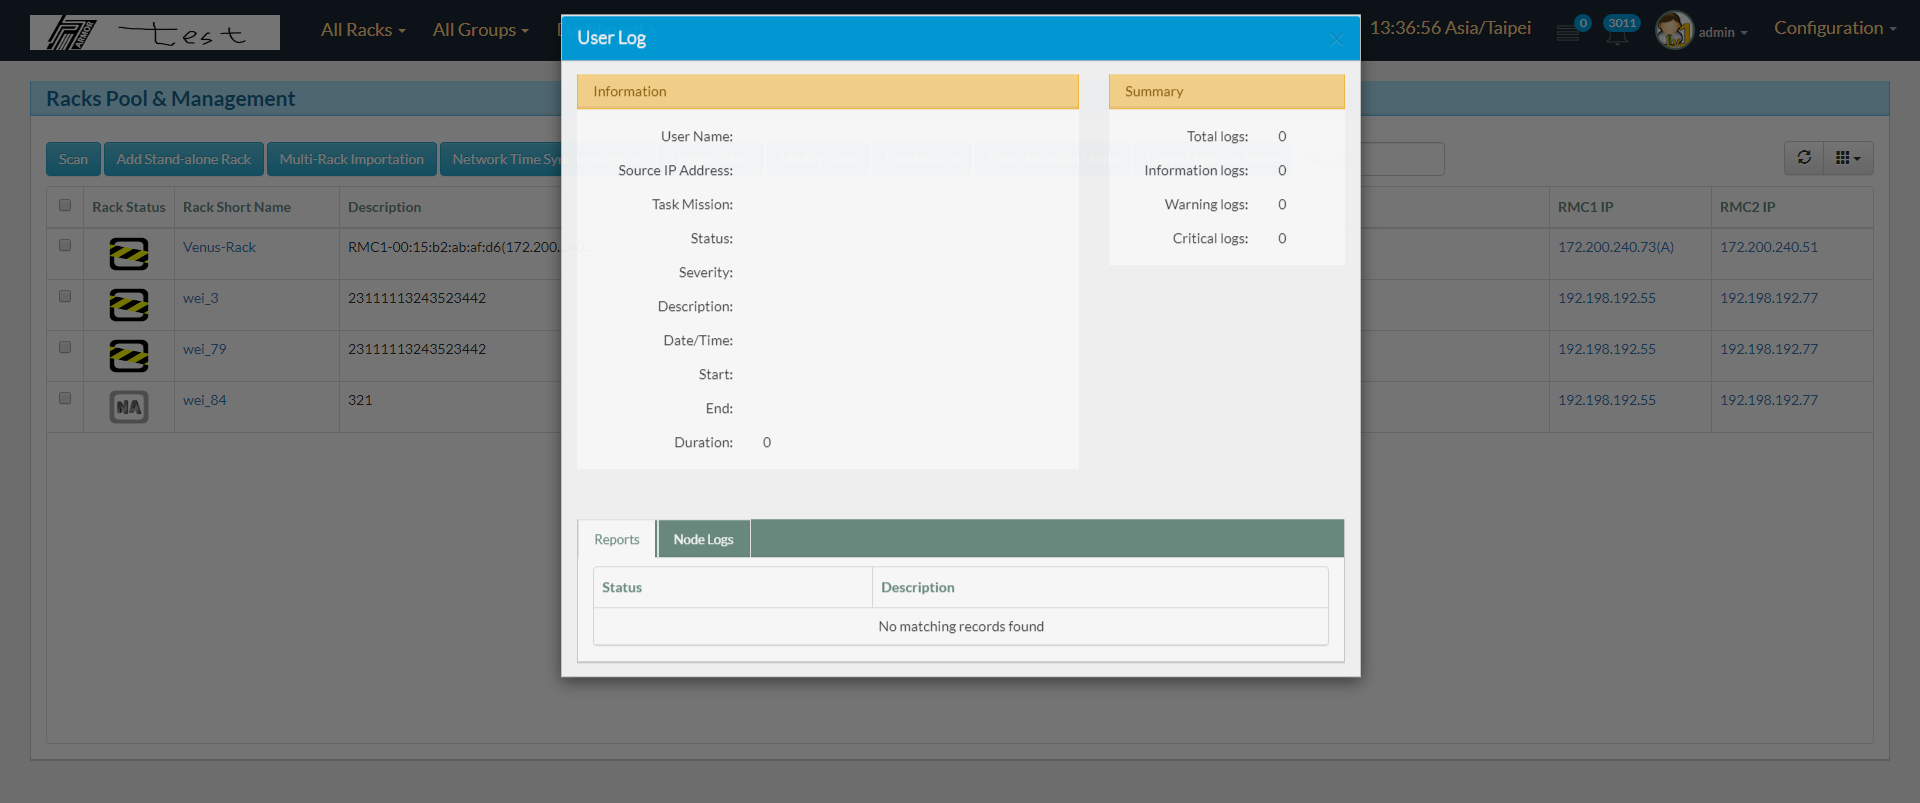 ARMOR test
All Racks
All Groups
13:36:56 Asia/Taipei
0
3011
admin
Configuration
User Log
Racks Pool & Management
Scan
Add Stand-alone Rack
Multi-Rack Importation
Network Time
Rack Status Rack Short Name Description RMC1 IP RMC2 IP
Venus-Rack RMC1-00:15:b2:ab:af:d6(172.200. 172.200.240.73(A) 172.200.240.51
wei_3 23111113243523442 192.198.192.55 192.198.192.77
wei_79 23111113243523442 192.198.192.55 192.198.192.77
NA wei_84 321 192.198.192.55 192.198.192.77
Information
User Name:
Source IP Address:
Task Mission:
Status:
Severity:
Description:
Date/Time:
Start:
End:
Duration: 0
Summary
Total logs: 0
Information logs: 0
Warning logs: 0
Critical logs: 0
Reports Node Logs
Status Description
No matching records found